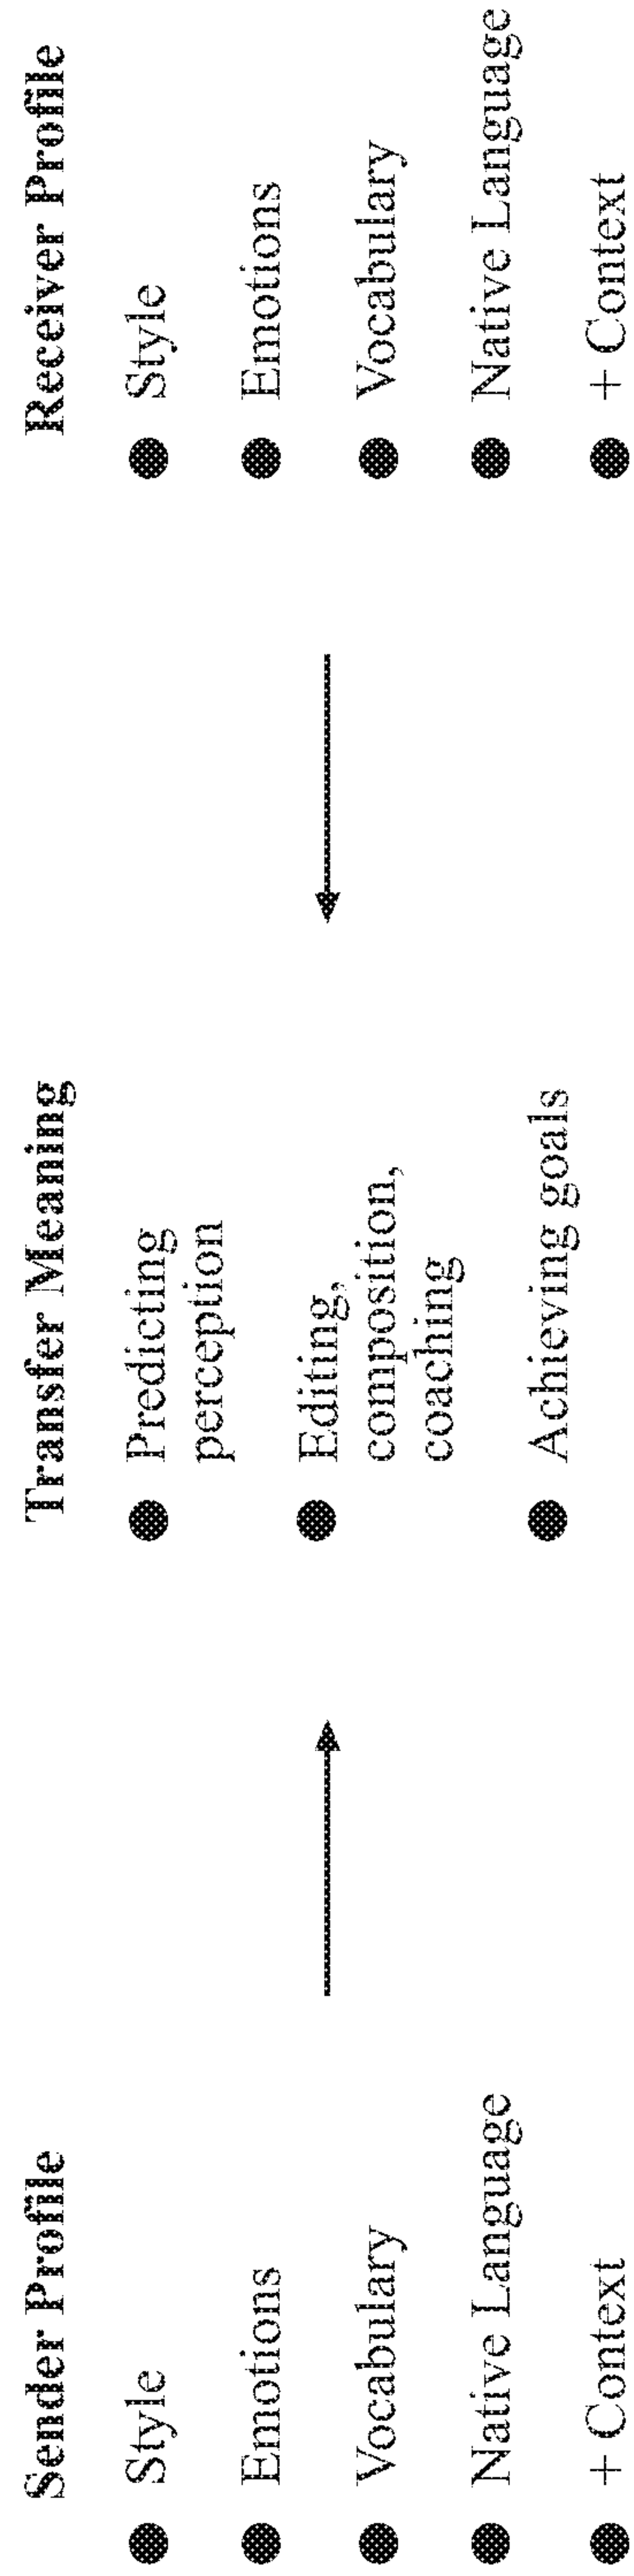 Sender Profile
● Style
● Emotions
● Vocabulary
● Native Language
● + Context
Transfer Meaning
● Predicting
perception
● Editing,
composition,
coaching
● Achieving goals
Receiver Profile
● Style
● Emotions
● Vocabulary
● Native Language
● + Context